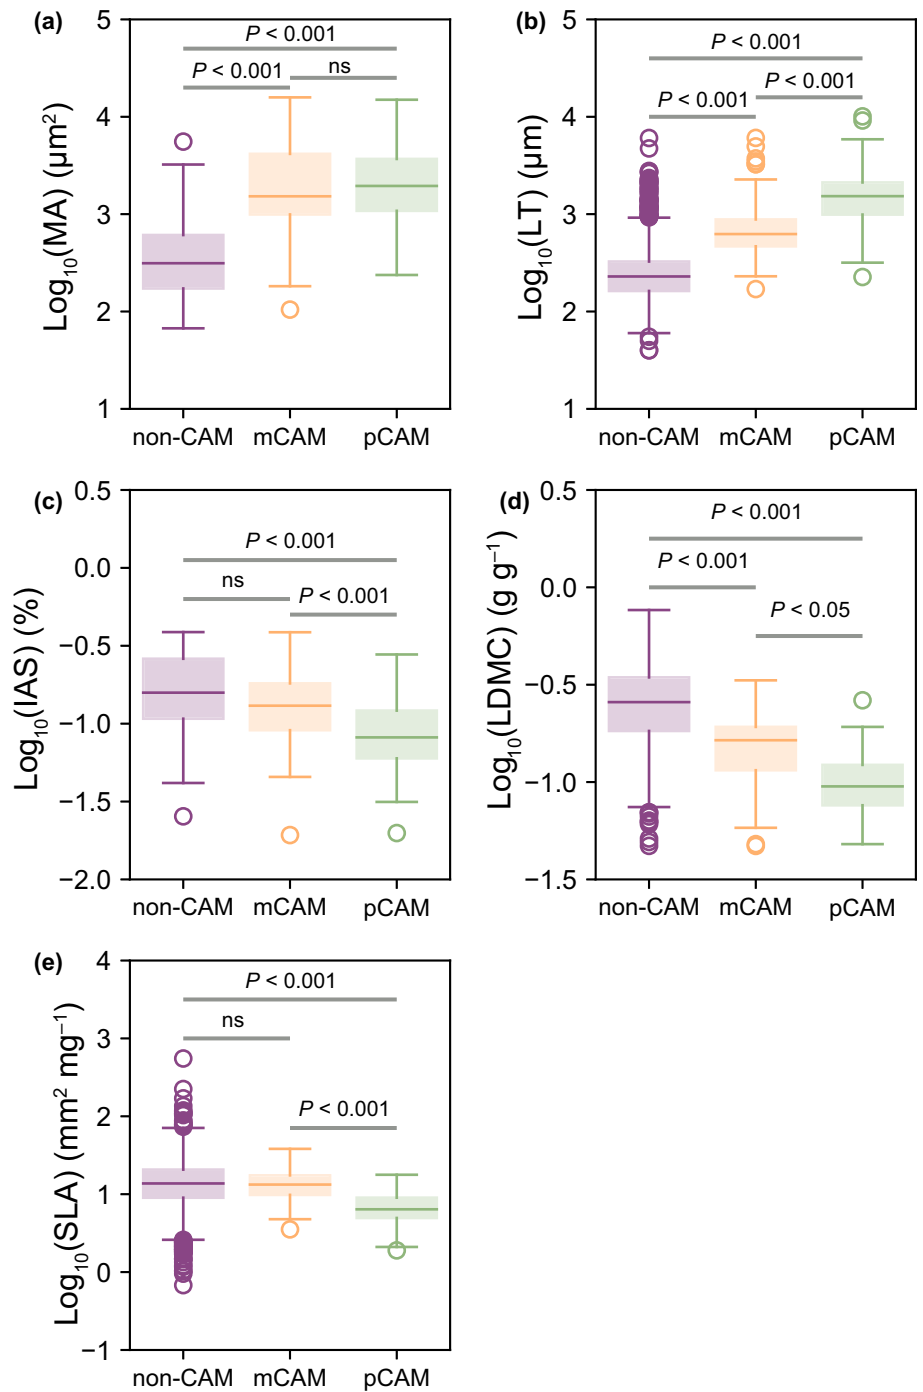 (a)
Log₁₀(MA) (μm²)
5
4
3
2
1
P < 0.001
P < 0.001
ns
non-CAM mCAM pCAM
(b)
Log₁₀(LT) (μm)
5
4
3
2
1
P < 0.001
P < 0.001
P < 0.001
non-CAM mCAM pCAM
(c)
Log₁₀(IAS) (%)
0.5
0.0
−0.5
−1.0
−1.5
−2.0
P < 0.001
ns
P < 0.001
non-CAM mCAM pCAM
(d)
Log₁₀(LDMC) (g g⁻¹)
0.5
0.0
−0.5
−1.0
−1.5
P < 0.001
P < 0.001
P < 0.05
non-CAM mCAM pCAM
(e)
Log₁₀(SLA) (mm² mg⁻¹)
4
3
2
1
0
−1
P < 0.001
ns
P < 0.001
non-CAM mCAM pCAM